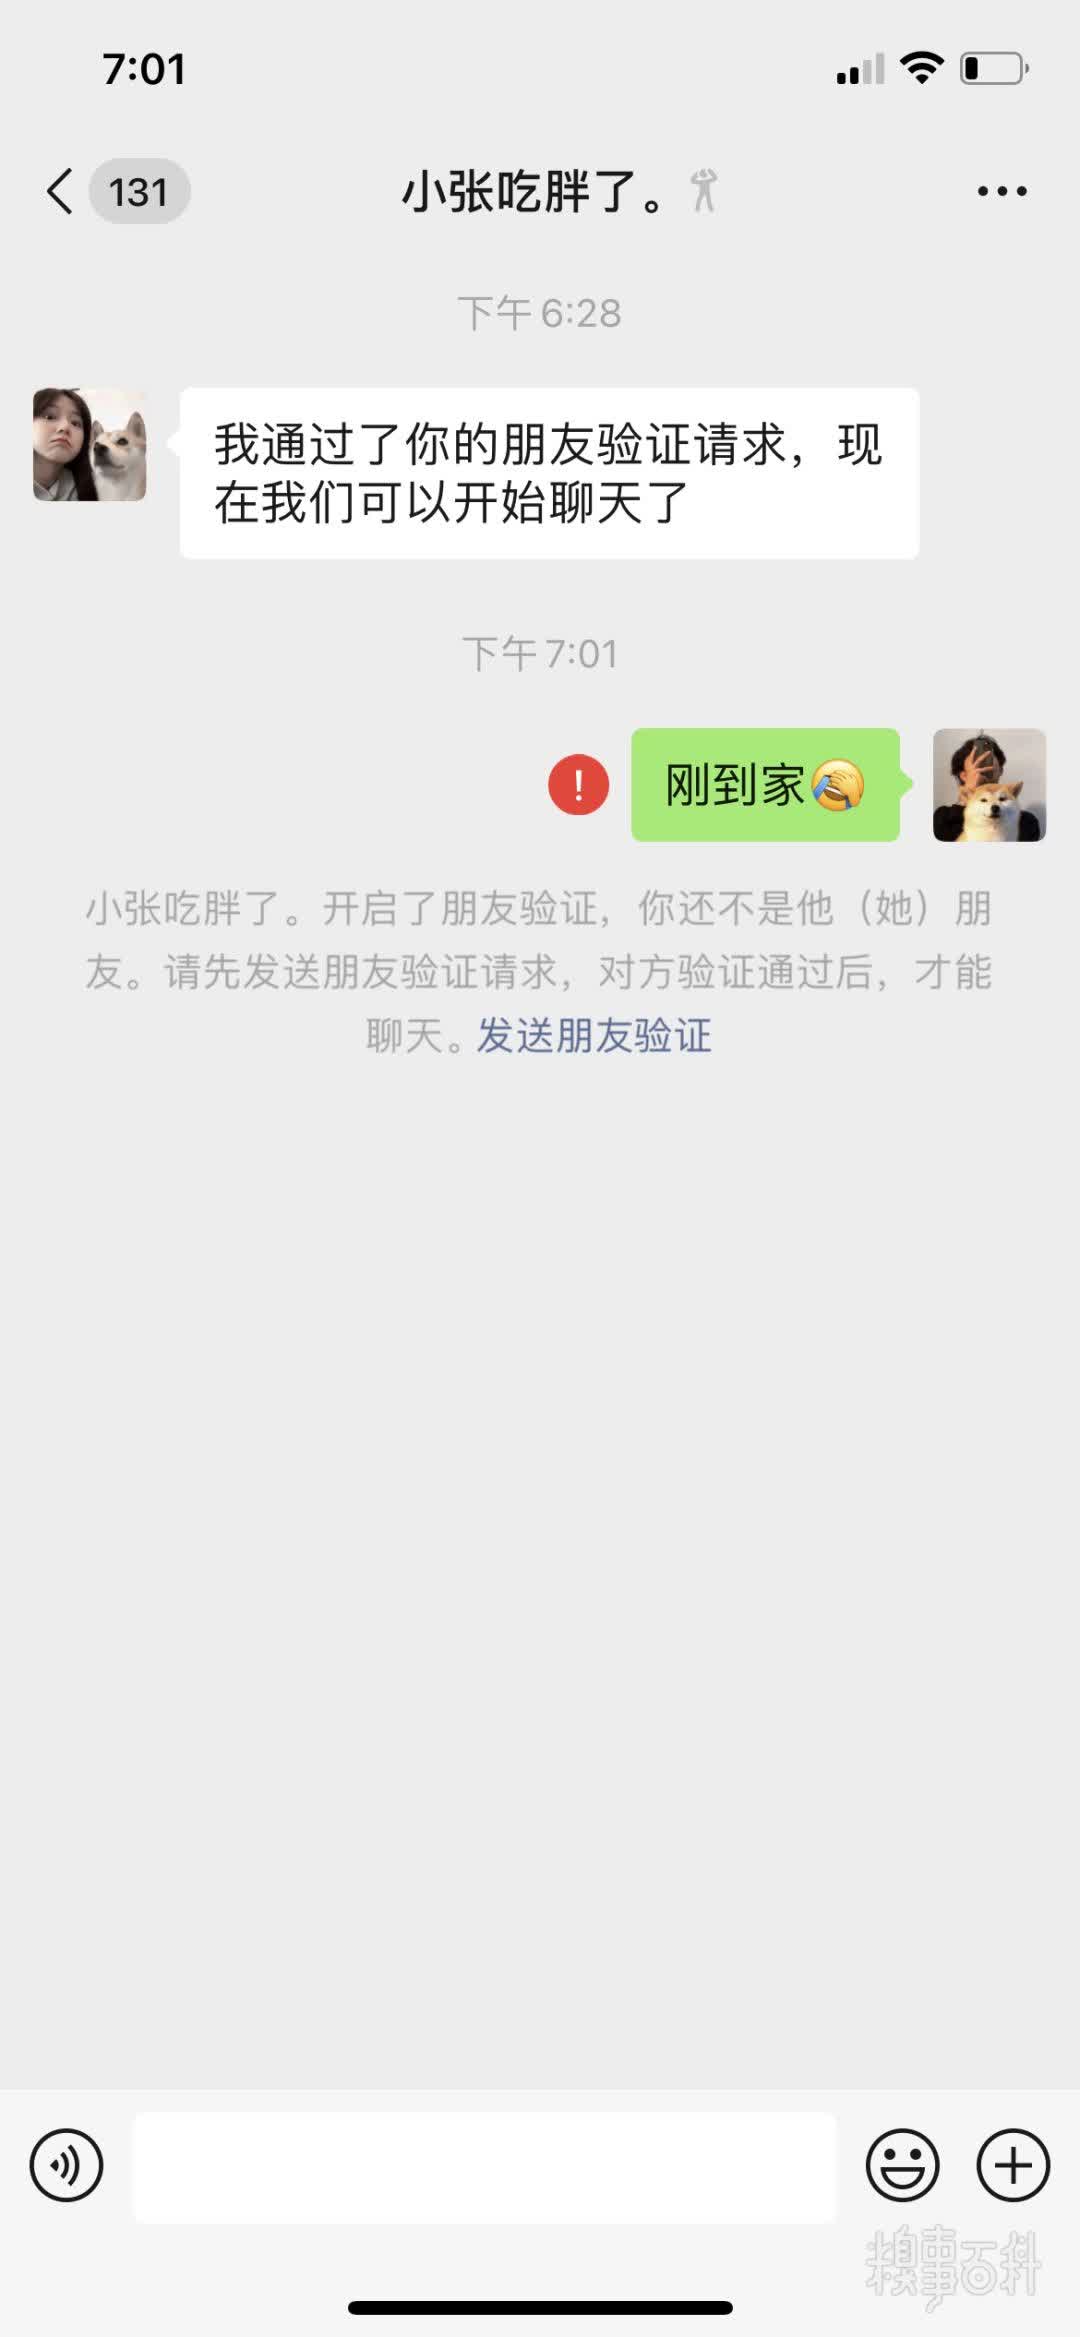 7:01
131
小张吃胖了。
下午 6:28
我通过了你的朋友验证请求，现
在我们可以开始聊天了
下午 7:01
刚到家🤦
小张吃胖了。开启了朋友验证，你还不是他（她）朋
友。请先发送朋友验证请求，对方验证通过后，才能
聊天。发送朋友验证
糗事百科